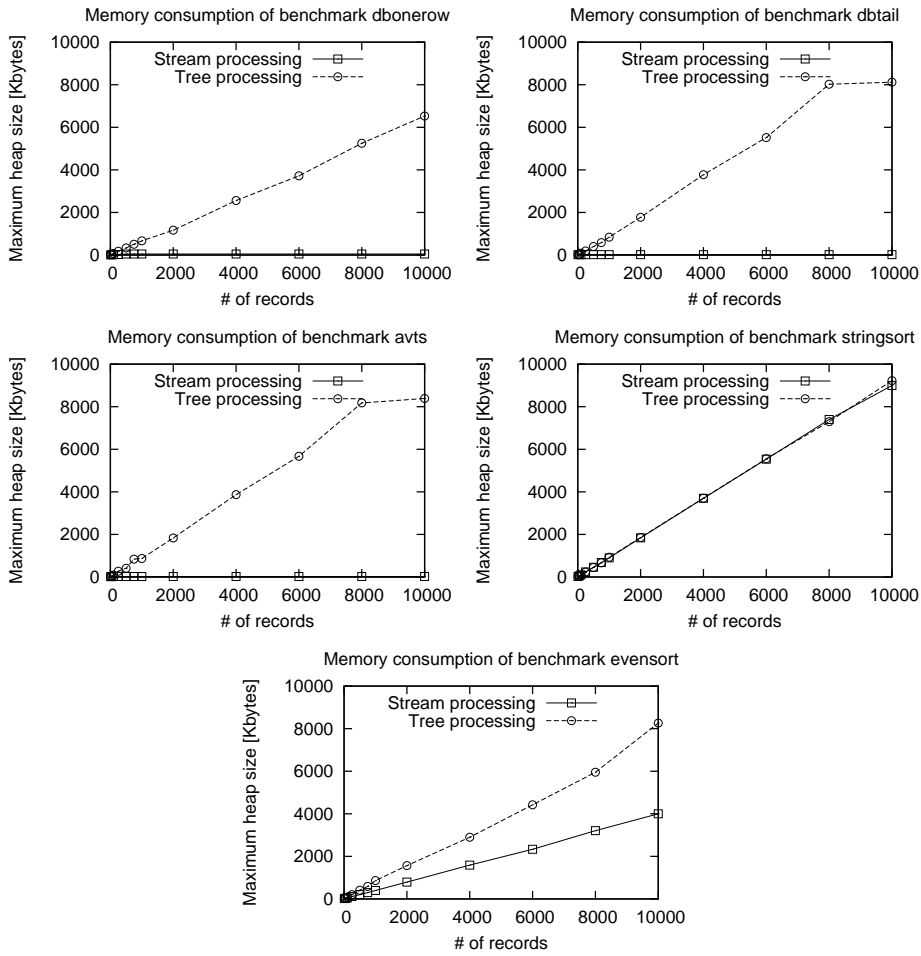 Memory consumption of benchmark dbonerow
Maximum heap size [Kbytes]
10000
8000
6000
4000
2000
0
Stream processing
Tree processing
0 2000 4000 6000 8000 10000
# of records
Memory consumption of benchmark dbtail
Maximum heap size [Kbytes]
10000
8000
6000
4000
2000
0
Stream processing
Tree processing
0 2000 4000 6000 8000 10000
# of records
Memory consumption of benchmark avts
Maximum heap size [Kbytes]
10000
8000
6000
4000
2000
0
Stream processing
Tree processing
0 2000 4000 6000 8000 10000
# of records
Memory consumption of benchmark stringsort
Maximum heap size [Kbytes]
10000
8000
6000
4000
2000
0
Stream processing
Tree processing
0 2000 4000 6000 8000 10000
# of records
Memory consumption of benchmark evensort
Maximum heap size [Kbytes]
10000
8000
6000
4000
2000
0
Stream processing
Tree processing
0 2000 4000 6000 8000 10000
# of records